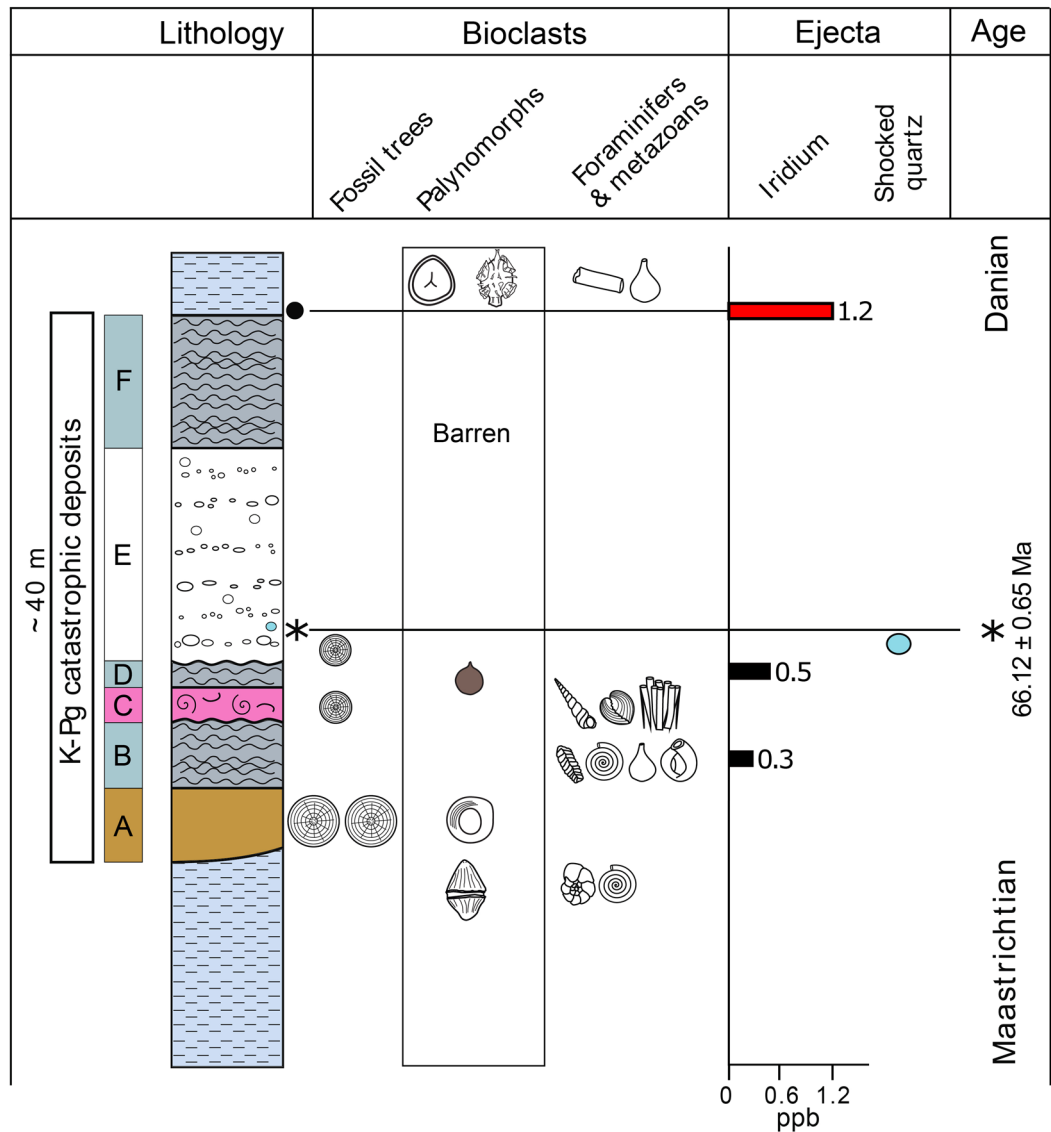 Lithology
Bioclasts
Ejecta
Age
Fossil trees
Palynomorphs
Foraminifers
& metazoans
Iridium
Shocked
quartz
~40 m
K-Pg catastrophic deposits
F
E
D
C
B
A
Barren
1.2
0.5
0.3
0 0.6 1.2
ppb
Danian
66.12 ± 0.65 Ma
*
*
Maastrichtian